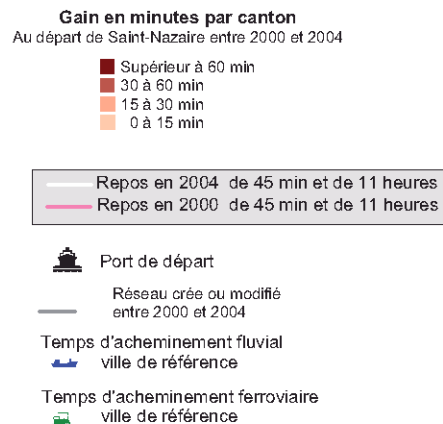 Gain en minutes par canton
Au départ de Saint-Nazaire entre 2000 et 2004
Supérieur à 60 min
30 à 60 min
15 à 30 min
0 à 15 min
Repos en 2004 de 45 min et de 11 heures
Repos en 2000 de 45 min et de 11 heures
Port de départ
Réseau crée ou modifié
entre 2000 et 2004
Temps d'acheminement fluvial
ville de référence
Temps d'acheminement ferroviaire
ville de référence